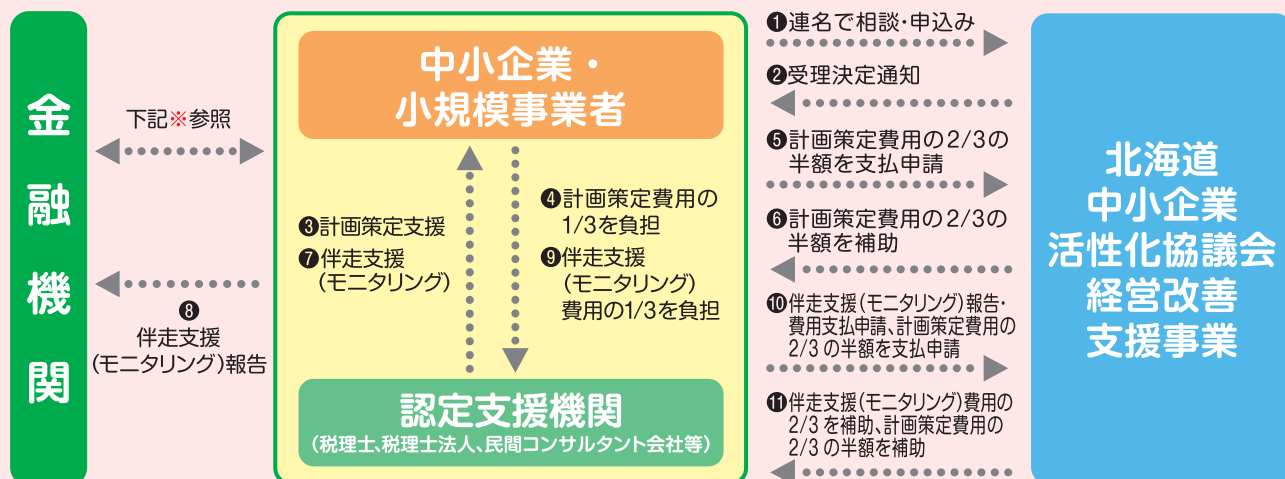 金融機関
下記※参照
❽
伴走支援
(モニタリング)報告
中小企業・
小規模事業者
❸計画策定支援
❼伴走支援
(モニタリング)
❹計画策定費用の
1/3を負担
❾伴走支援
(モニタリング)
費用の1/3を負担
認定支援機関
(税理士、税理士法人、民間コンサルタント会社等)
❶連名で相談・申込み
❷受理決定通知
❺計画策定費用の2/3の
半額を支払申請
❻計画策定費用の2/3の
半額を補助
❿伴走支援(モニタリング)報告・
費用支払申請、計画策定費用の
2/3の半額を支払申請
⓫伴走支援(モニタリング)費用の
2/3を補助、計画策定費用の
2/3の半額を補助
北海道
中小企業
活性化協議会
経営改善
支援事業